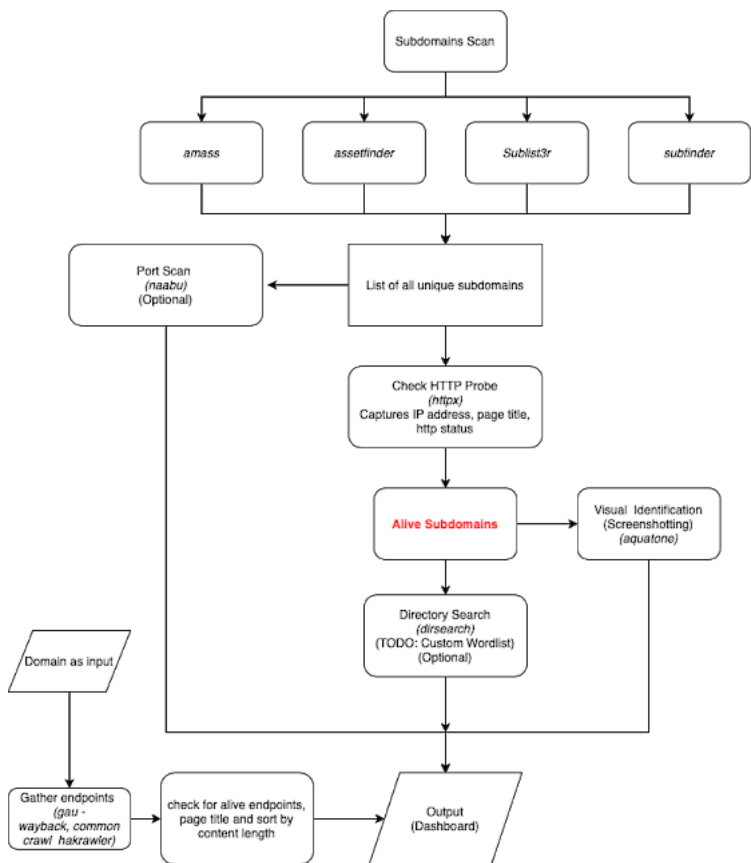 Subdomains Scan
amass
assetfinder
Sublist3r
subfinder
Port Scan
(naabu)
(Optional)
List of all unique subdomains
Check HTTP Probe
(httpx)
Captures IP address, page title,
http status
Alive Subdomains
Visual Identification
(Screenshotting)
(aquatone)
Directory Search
(dirsearch)
(TODO: Custom Wordlist)
(Optional)
Domain as input
Gather endpoints
(gau -
wayback, common
crawl hakrawler)
check for alive endpoints,
page title and sort by
content length
Output
(Dashboard)